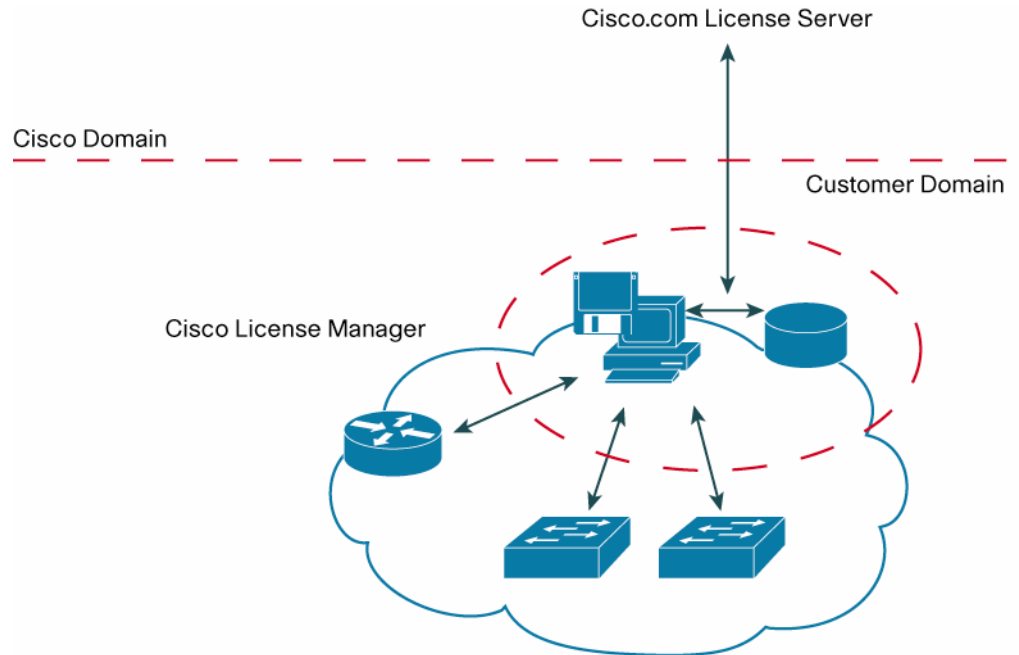 Cisco.com License Server
Cisco Domain
Customer Domain
Cisco License Manager